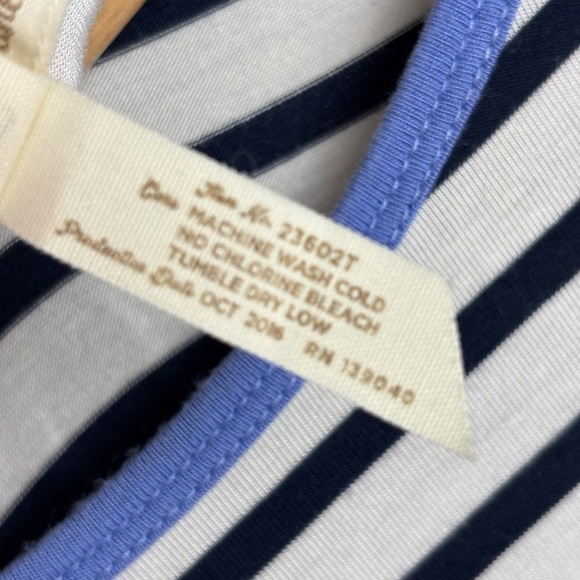 Item No. 23602T
Care MACHINE WASH COLD
NO CHLORINE BLEACH
TUMBLE DRY LOW
Production Date OCT 2016 RN 139040